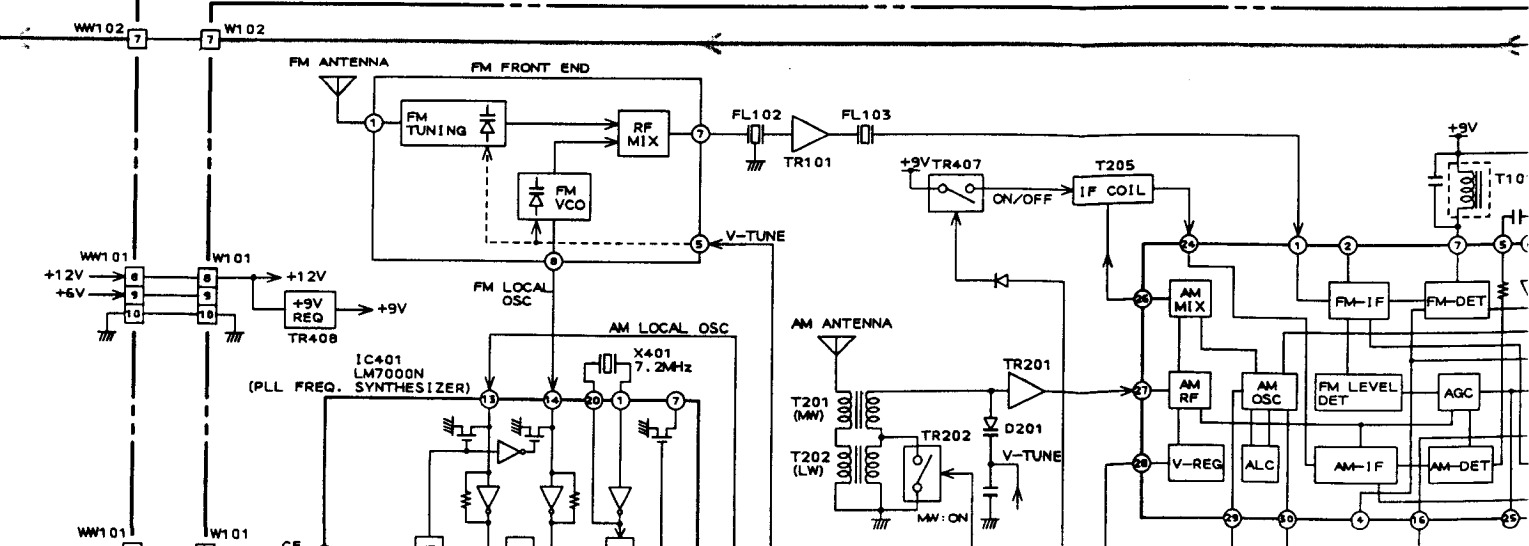 WW102
7
7
W102
FM ANTENNA
FM FRONT END
1
FM
TUNING
RF
MIX
7
FL102
FL103
TR101
FM
VCO
5
V-TUNE
8
FM LOCAL
OSC
+9V
TR407
ON/OFF
T205
IF COIL
+9V
T10
24
1
2
7
5
WW101
W101
+12V
8
8
+12V
+6V
9
9
10
10
+9V
REQ
+9V
TR408
26
AM
MIX
FM-IF
FM-DET
AM LOCAL OSC
AM ANTENNA
IC401
LM7000N
(PLL FREQ. SYNTHESIZER)
X401
7.2MHz
13
14
20
1
7
TR201
27
AM
RF
AM
OSC
FM LEVEL
DET
AGC
T201
(MW)
T202
(LW)
TR202
D201
V-TUNE
MW:ON
28
V-REG
ALC
AM-IF
AM-DET
29
30
4
16
25
WW101
W101
CE